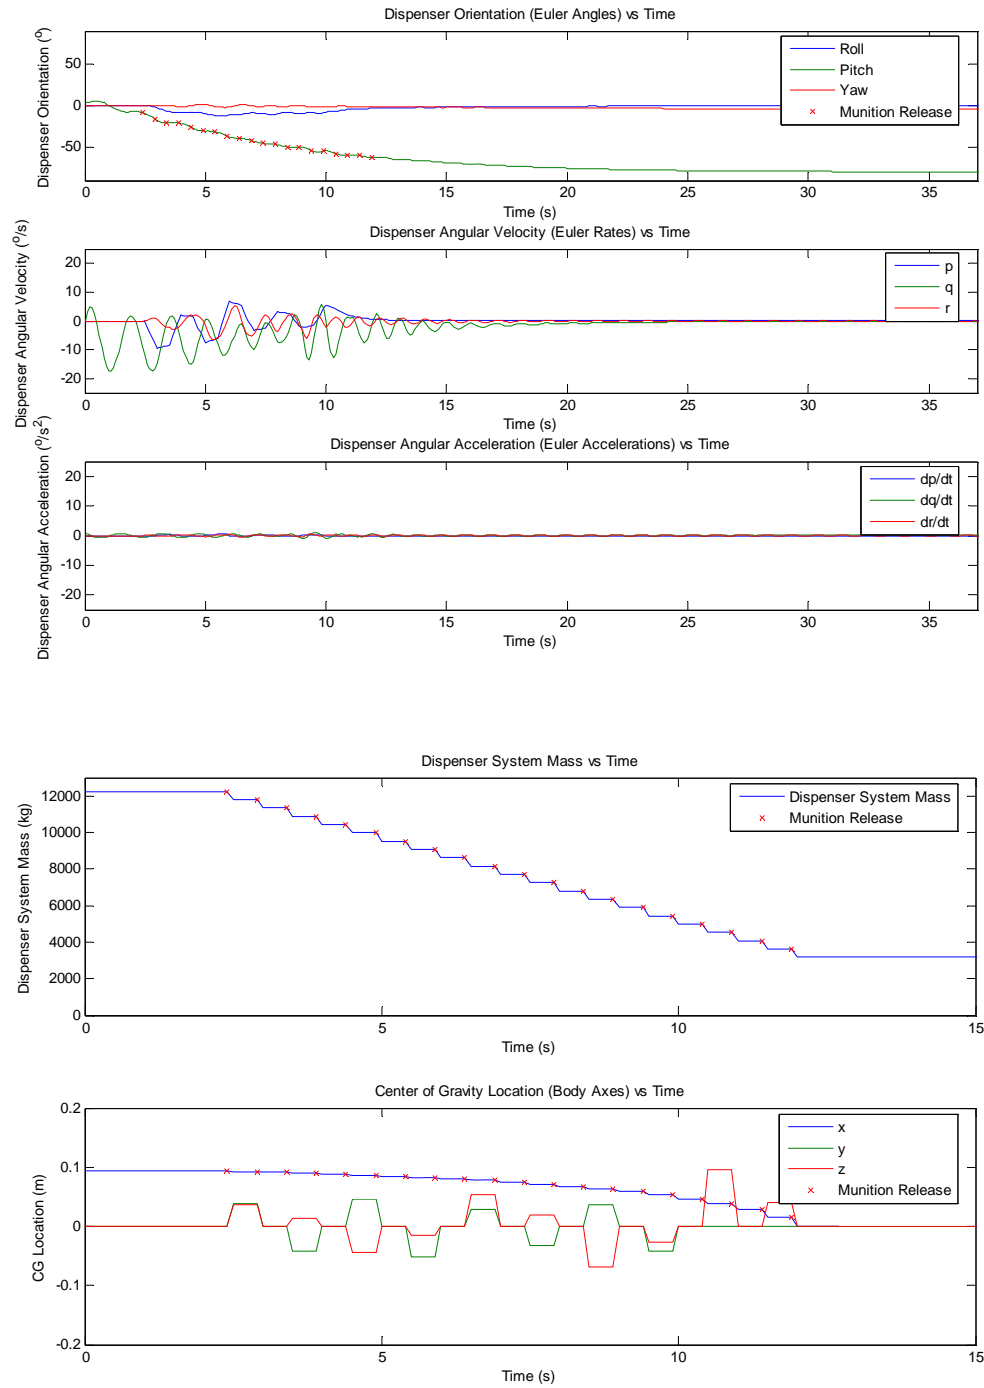 Dispenser Orientation (Euler Angles) vs Time
Dispenser Orientation (º)
50
0
-50
0 5 10 15 20 25 30 35
Time (s)
Roll
Pitch
Yaw
Munition Release
Dispenser Angular Velocity (Euler Rates) vs Time
Dispenser Angular Velocity (º/s)
20
10
0
-10
-20
0 5 10 15 20 25 30 35
Time (s)
p
q
r
Dispenser Angular Acceleration (Euler Accelerations) vs Time
Dispenser Angular Acceleration (º/s²)
20
10
0
-10
-20
0 5 10 15 20 25 30 35
Time (s)
dp/dt
dq/dt
dr/dt
Dispenser System Mass vs Time
Dispenser System Mass (kg)
12000
10000
8000
6000
4000
2000
0
0 5 10 15
Time (s)
Dispenser System Mass
Munition Release
Center of Gravity Location (Body Axes) vs Time
CG Location (m)
0.2
0.1
0
-0.1
-0.2
0 5 10 15
Time (s)
x
y
z
Munition Release